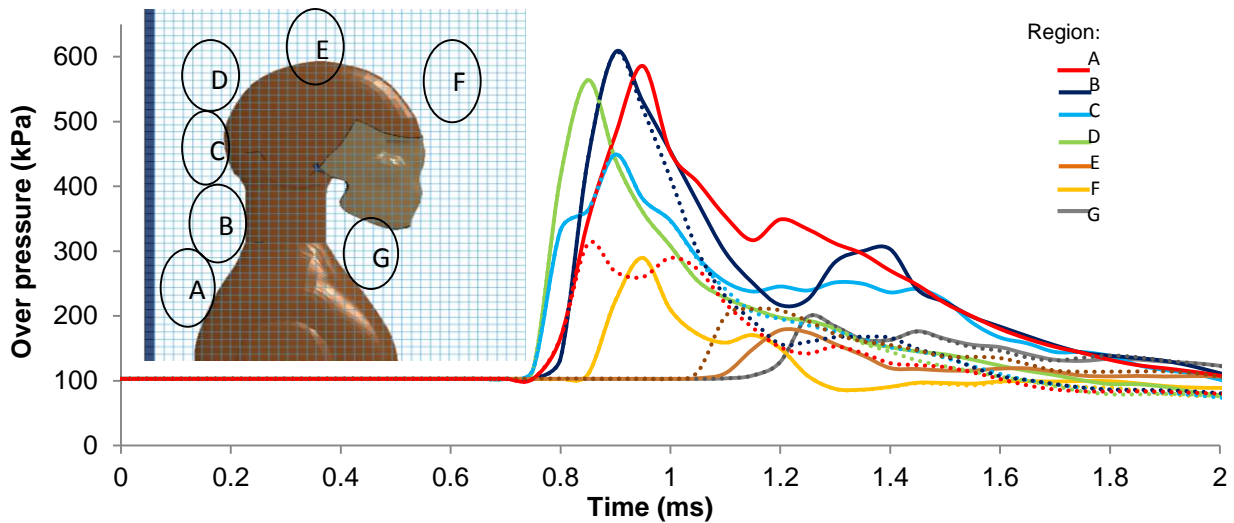 Over pressure (kPa)
600
500
400
300
200
100
0
0 0.2 0.4 0.6 0.8 1 1.2 1.4 1.6 1.8 2
Time (ms)
E
D
F
C
B
G
A
Region:
A
B
C
D
E
F
G